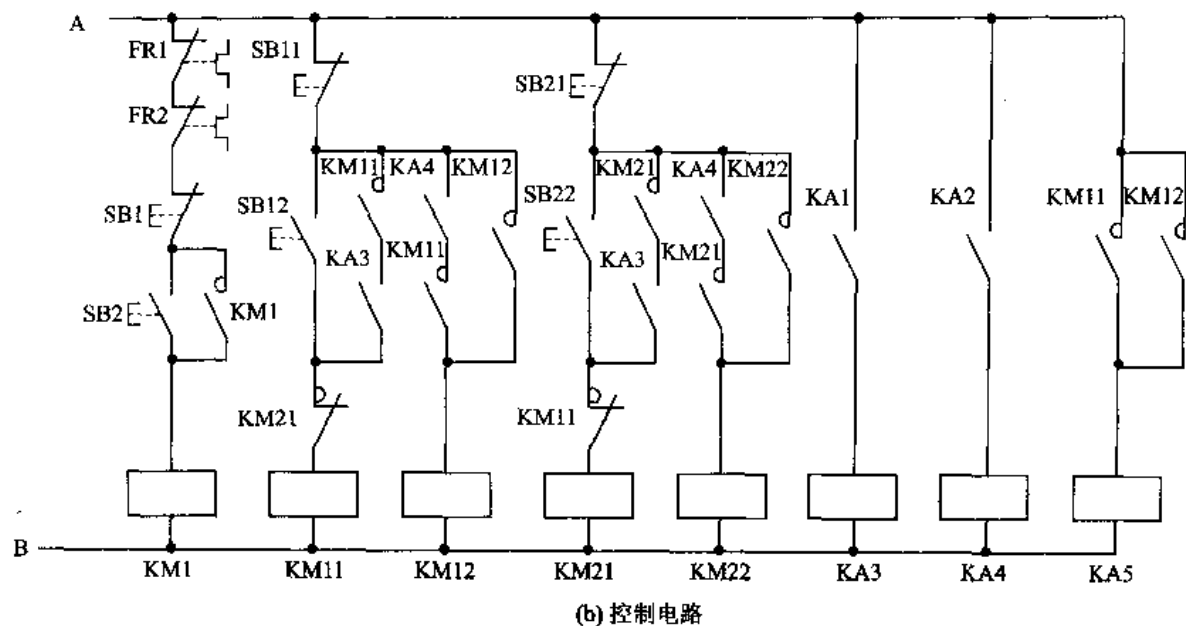 A
FR1
SB11
SB21
FR2
KM11 KA4 KM12
KM21 KA4 KM22
KM11 KM12
SB1
SB12
SB22
KA1
KA2
KA3 KM11
KA3 KM21
SB2
KM1
KM21
KM11
B
KM1 KM11 KM12 KM21 KM22 KA3 KA4 KA5
(b) 控制电路